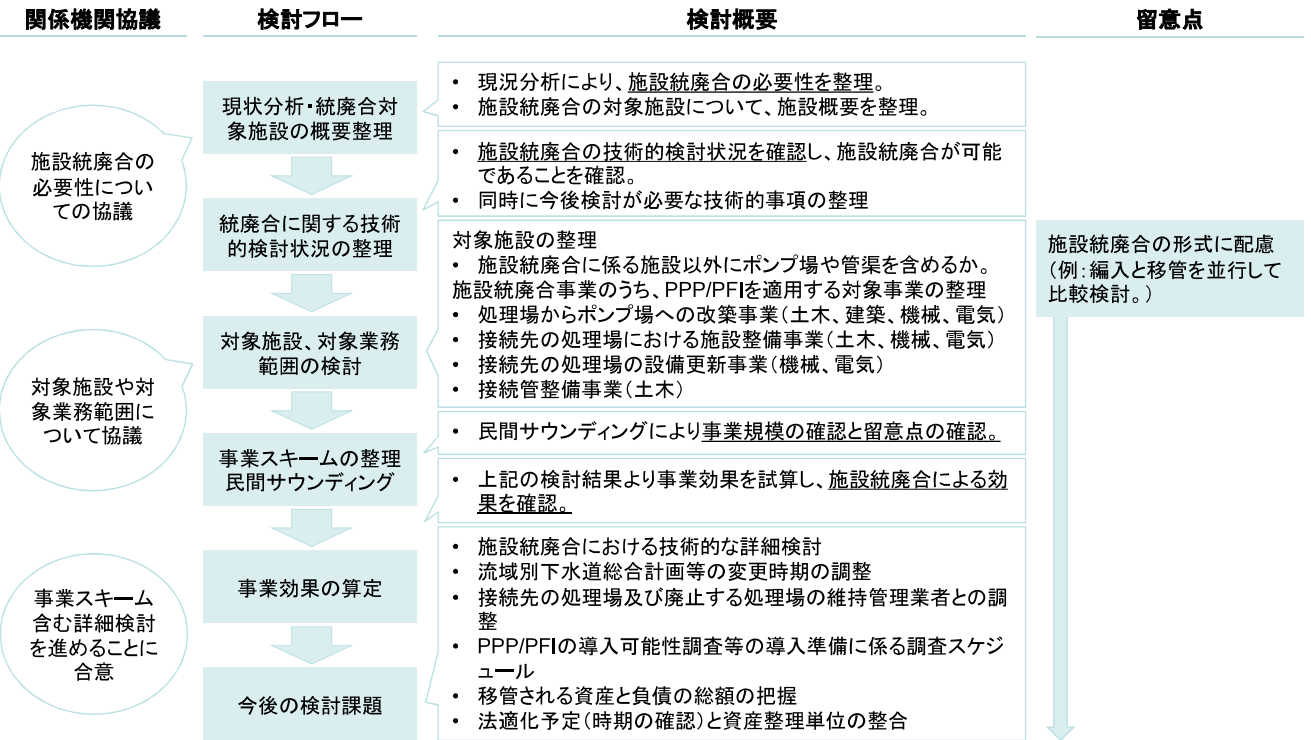 関係機関協議
検討フロー
検討概要
留意点
施設統廃合の
必要性につい
ての協議
対象施設や対
象業務範囲に
ついて協議
事業スキーム
含む詳細検討
を進めることに
合意
現状分析・統廃合対
象施設の概要整理
統廃合に関する技術
的検討状況の整理
対象施設、対象業務
範囲の検討
事業スキームの整理
民間サウンディング
事業効果の算定
今後の検討課題
• 現況分析により、施設統廃合の必要性を整理。
• 施設統廃合の対象施設について、施設概要を整理。
• 施設統廃合の技術的検討状況を確認し、施設統廃合が可能
であることを確認。
• 同時に今後検討が必要な技術的事項の整理
対象施設の整理
• 施設統廃合に係る施設以外にポンプ場や管渠を含めるか。
施設統廃合事業のうち、PPP/PFIを適用する対象事業の整理
• 処理場からポンプ場への改築事業（土木、建築、機械、電気）
• 接続先の処理場における施設整備事業（土木、機械、電気）
• 接続先の処理場の設備更新事業（機械、電気）
• 接続管整備事業（土木）
• 民間サウンディングにより事業規模の確認と留意点の確認。
• 上記の検討結果より事業効果を試算し、施設統廃合による効
果を確認。
• 施設統廃合における技術的な詳細検討
• 流域別下水道総合計画等の変更時期の調整
• 接続先の処理場及び廃止する処理場の維持管理業者との調
整
• PPP/PFIの導入可能性調査等の導入準備に係る調査スケジ
ュール
• 移管される資産と負債の総額の把握
• 法適化予定（時期の確認）と資産整理単位の整合
施設統廃合の形式に配慮
（例：編入と移管を並行して
比較検討。）